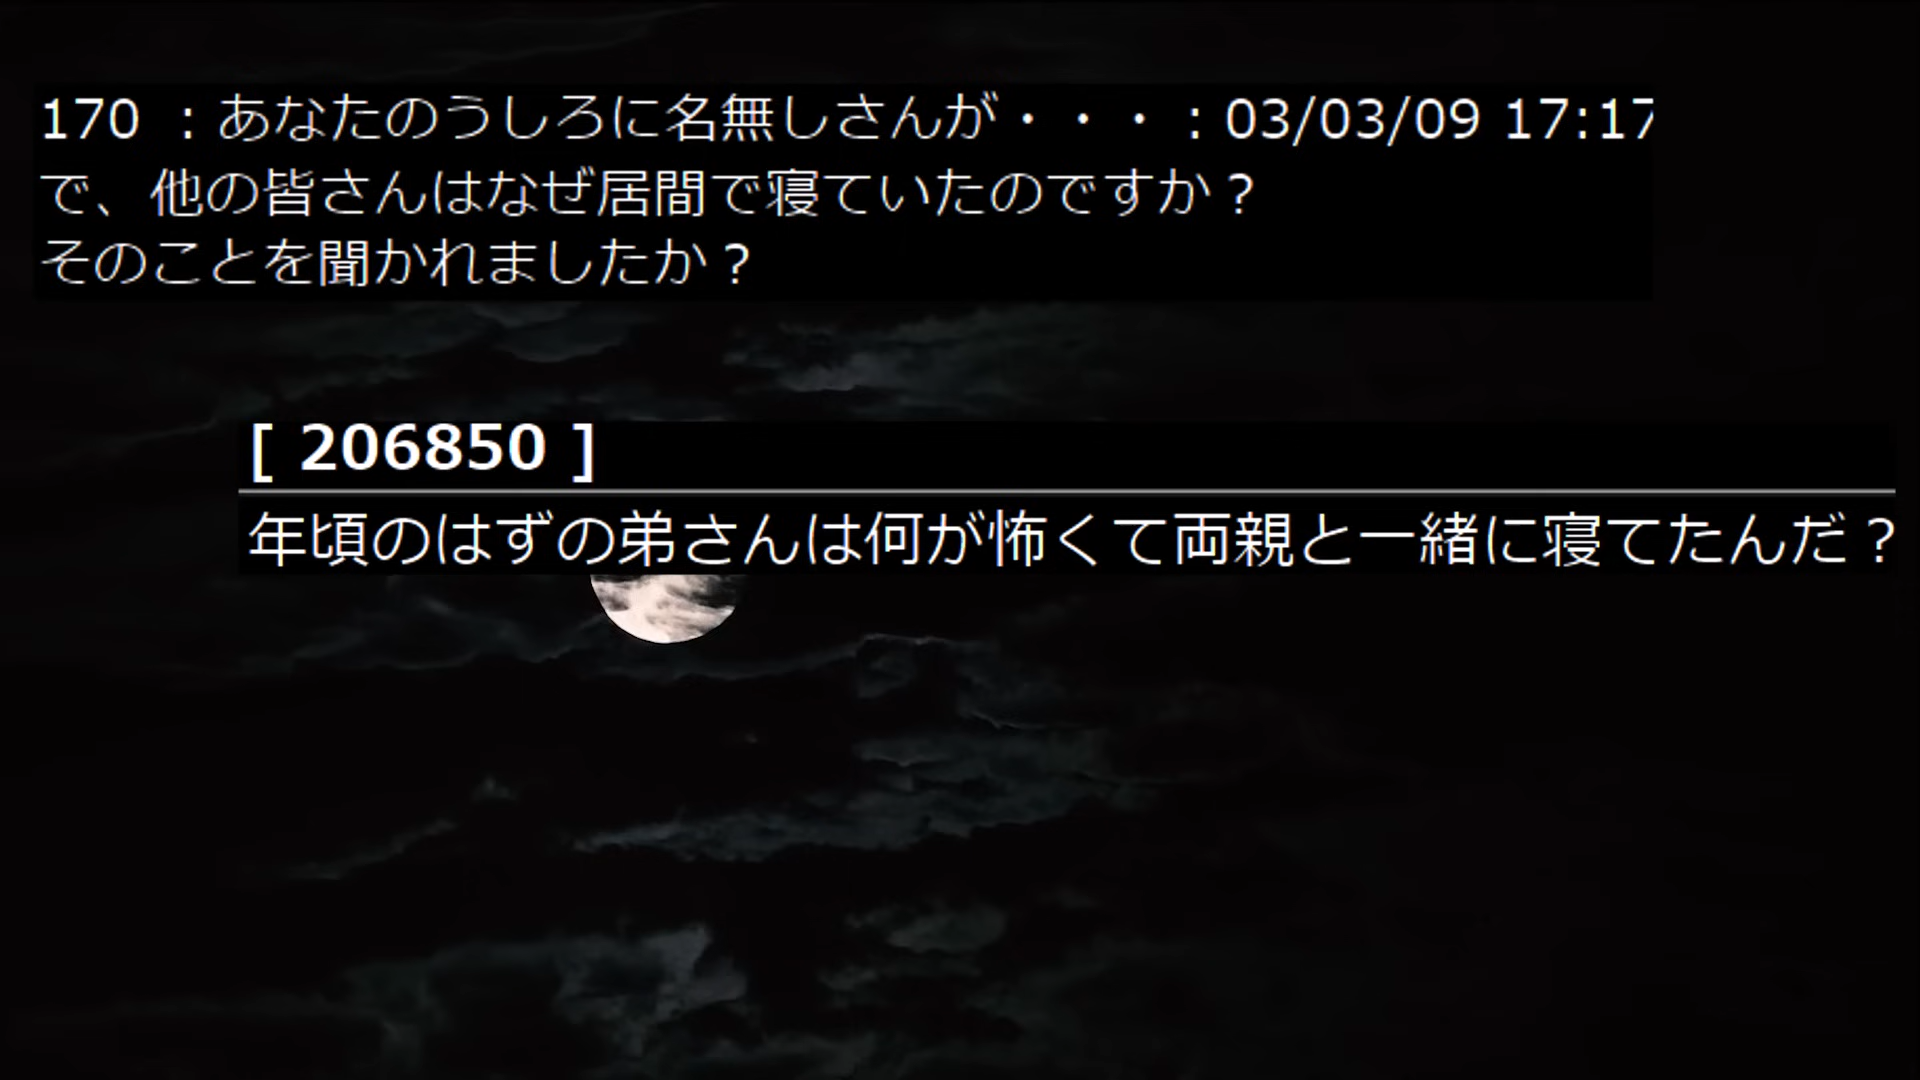 170 ：あなたのうしろに名無しさんが・・・：03/03/09 17:17
で、他の皆さんはなぜ居間で寝ていたのですか？
そのことを聞かれましたか？
[ 206850 ]
年頃のはずの弟さんは何が怖くて両親と一緒に寝てたんだ？